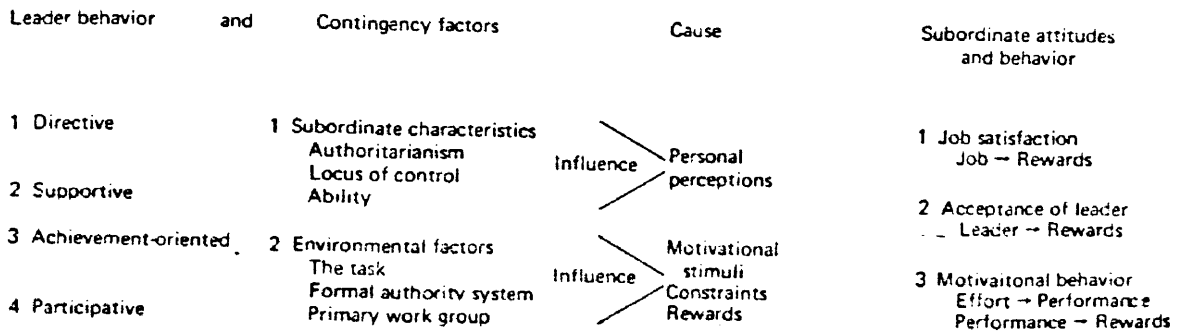 Leader behavior and Contingency factors Cause Subordinate attitudes
and behavior
1 Directive
2 Supportive
3 Achievement-oriented
4 Participative
1 Subordinate characteristics
Authoritarianism
Locus of control
Ability
2 Environmental factors
The task
Formal authority system
Primary work group
Influence
Influence
Personal
perceptions
Motivational
stimuli
Constraints
Rewards
1 Job satisfaction
Job → Rewards
2 Acceptance of leader
Leader → Rewards
3 Motivaitonal behavior
Effort → Performance
Performance → Rewards